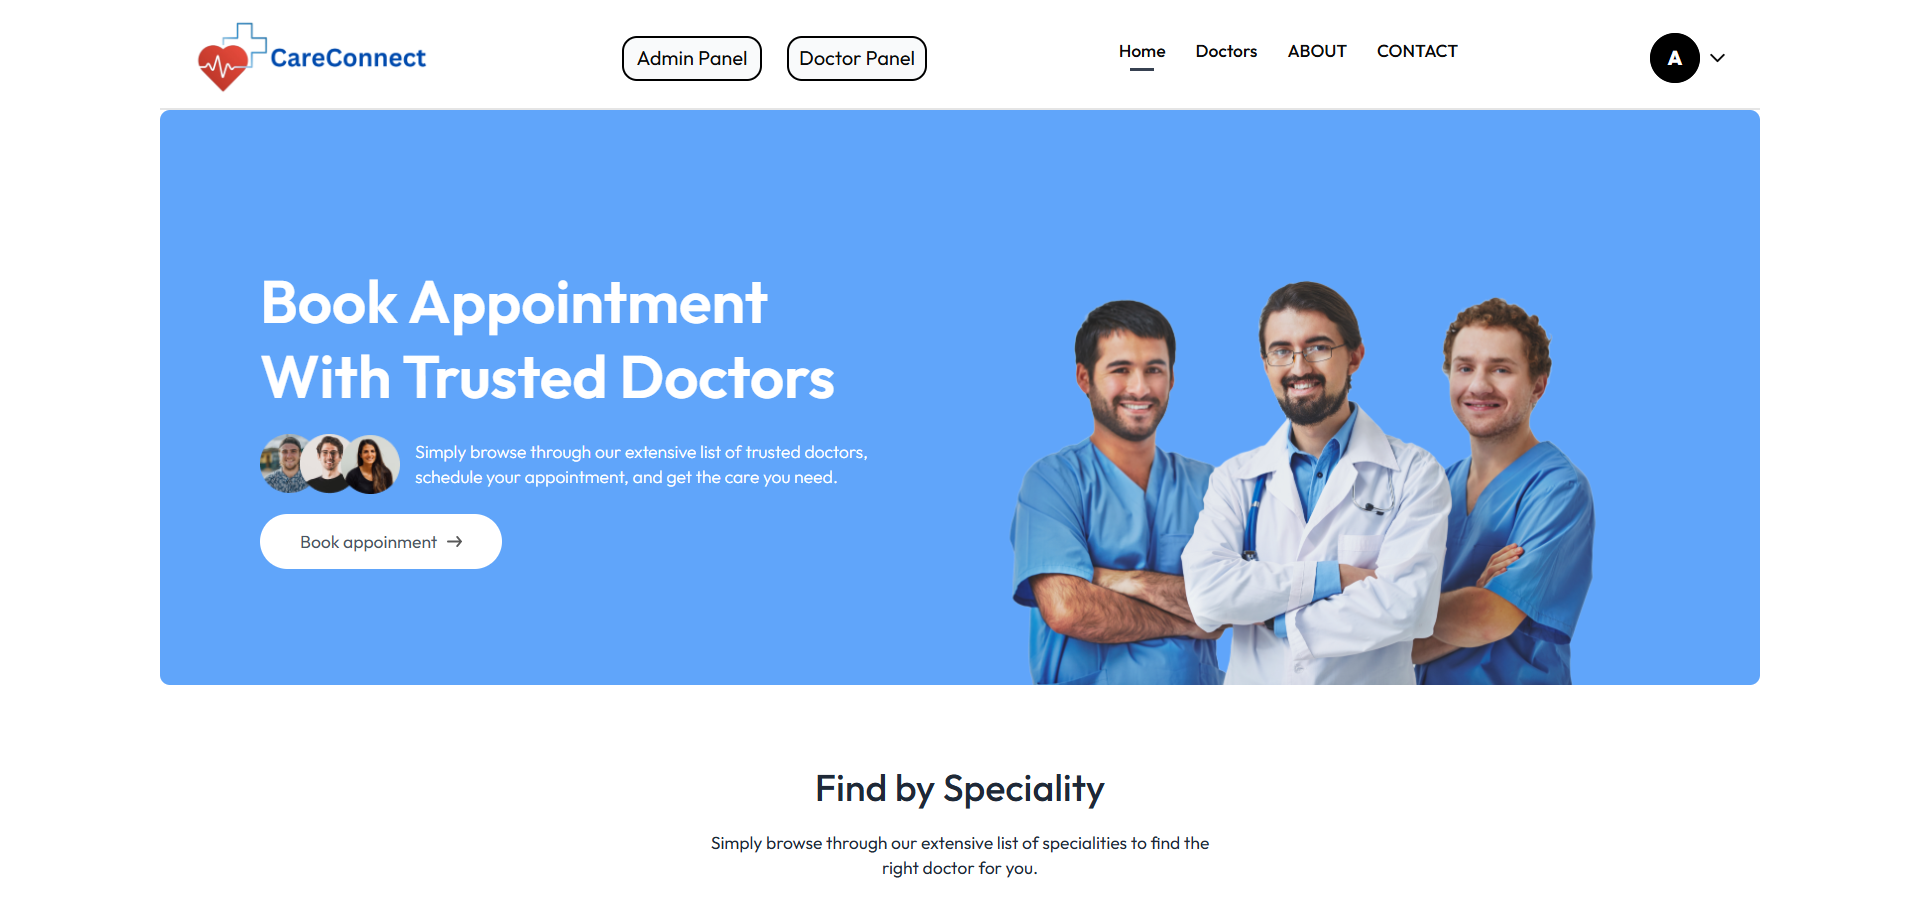 CareConnect
Admin Panel
Doctor Panel
Home
Doctors
ABOUT
CONTACT
A
Book Appointment
With Trusted Doctors
Simply browse through our extensive list of trusted doctors,
schedule your appointment, and get the care you need.
Book appoinment
Find by Speciality
Simply browse through our extensive list of specialities to find the
right doctor for you.